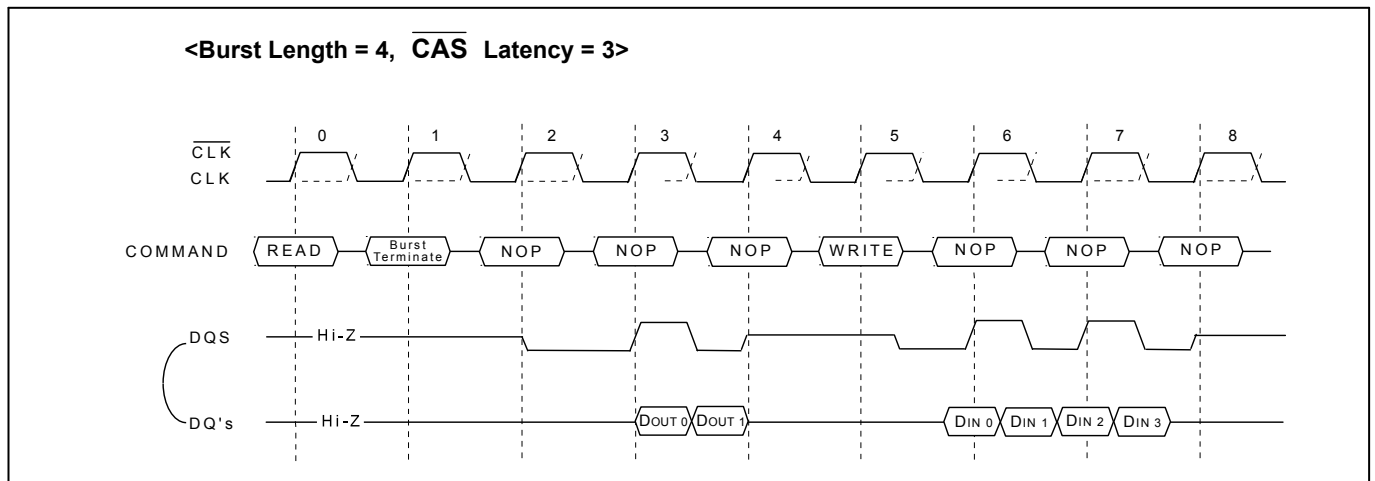 <Burst Length = 4, CAS Latency = 3>
0 1 2 3 4 5 6 7 8
CLK
CLK
COMMAND READ Burst Terminate NOP NOP NOP WRITE NOP NOP NOP
DQS Hi-Z
DQ's Hi-Z DOUT 0 DOUT 1 DIN 0 DIN 1 DIN 2 DIN 3